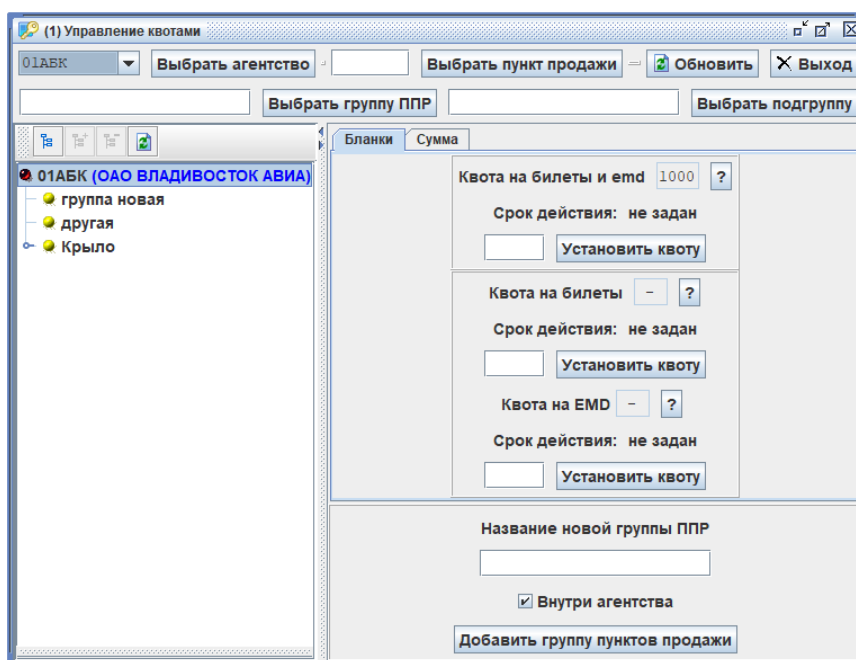 (1) Управление квотами
01АБК Выбрать агентство Выбрать пункт продажи Обновить Выход
Выбрать группу ППР Выбрать подгруппу
Бланки Сумма
01АБК (ОАО ВЛАДИВОСТОК АВИА)
группа новая
другая
Крыло
Квота на билеты и emd 1000 ?
Срок действия: не задан
Установить квоту
Квота на билеты - ?
Срок действия: не задан
Установить квоту
Квота на EMD - ?
Срок действия: не задан
Установить квоту
Название новой группы ППР
Внутри агентства
Добавить группу пунктов продажи